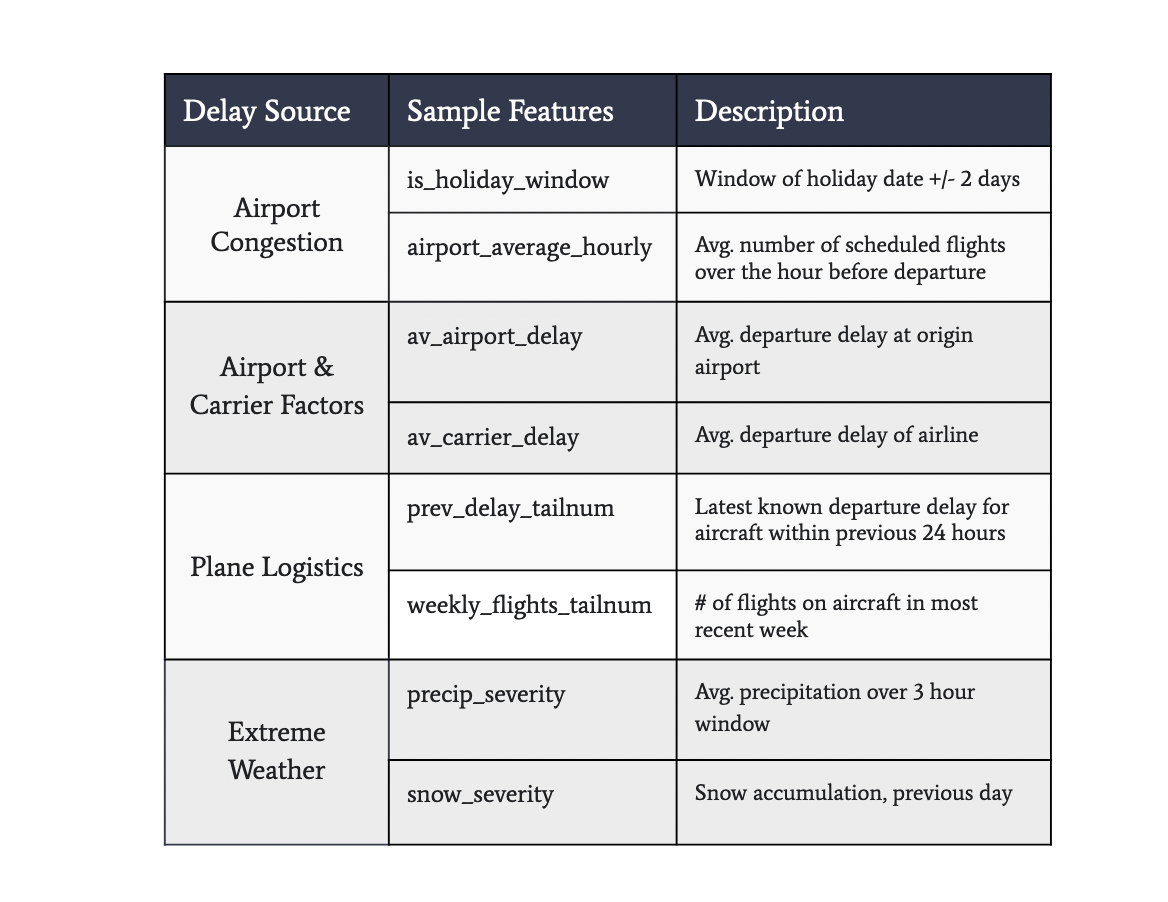 Delay Source Sample Features Description
Airport
Congestion
is_holiday_window
Window of holiday date +/- 2 days
airport_average_hourly
Avg. number of scheduled flights
over the hour before departure
Airport &
Carrier Factors
av_airport_delay
Avg. departure delay at origin
airport
av_carrier_delay
Avg. departure delay of airline
Plane Logistics
prev_delay_tailnum
Latest known departure delay for
aircraft within previous 24 hours
weekly_flights_tailnum
# of flights on aircraft in most
recent week
Extreme
Weather
precip_severity
Avg. precipitation over 3 hour
window
snow_severity
Snow accumulation, previous day